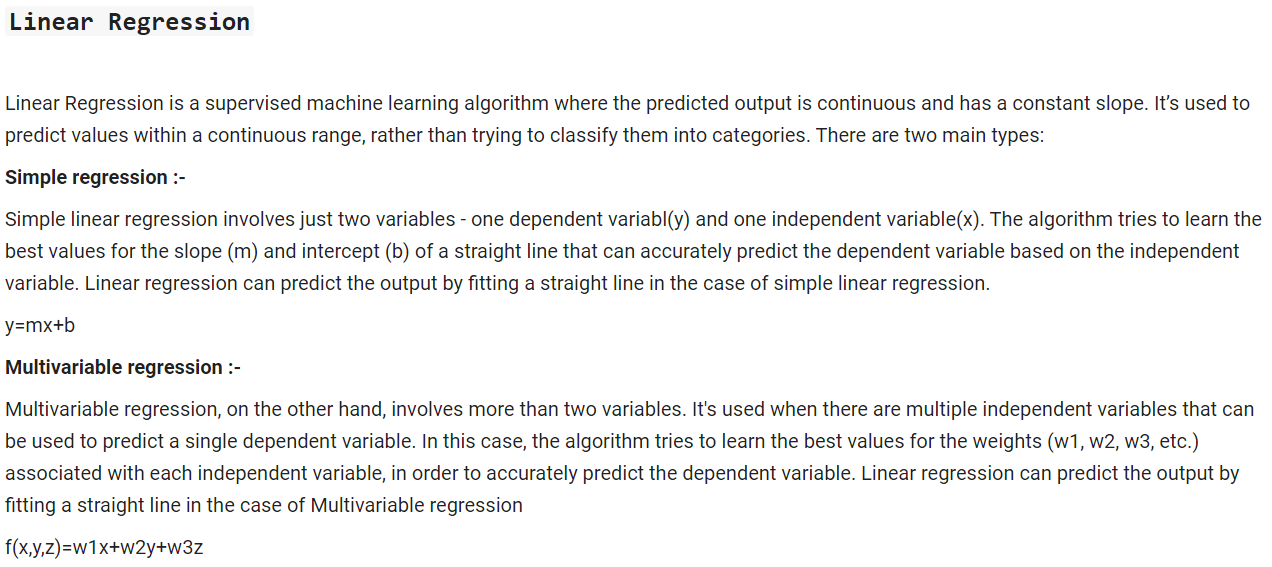 Linear Regression
Linear Regression is a supervised machine learning algorithm where the predicted output is continuous and has a constant slope. It’s used to
predict values within a continuous range, rather than trying to classify them into categories. There are two main types:
Simple regression :-
Simple linear regression involves just two variables - one dependent variabl(y) and one independent variable(x). The algorithm tries to learn the
best values for the slope (m) and intercept (b) of a straight line that can accurately predict the dependent variable based on the independent
variable. Linear regression can predict the output by fitting a straight line in the case of simple linear regression.
y=mx+b
Multivariable regression :-
Multivariable regression, on the other hand, involves more than two variables. It's used when there are multiple independent variables that can
be used to predict a single dependent variable. In this case, the algorithm tries to learn the best values for the weights (w1, w2, w3, etc.)
associated with each independent variable, in order to accurately predict the dependent variable. Linear regression can predict the output by
fitting a straight line in the case of Multivariable regression
f(x,y,z)=w1x+w2y+w3z